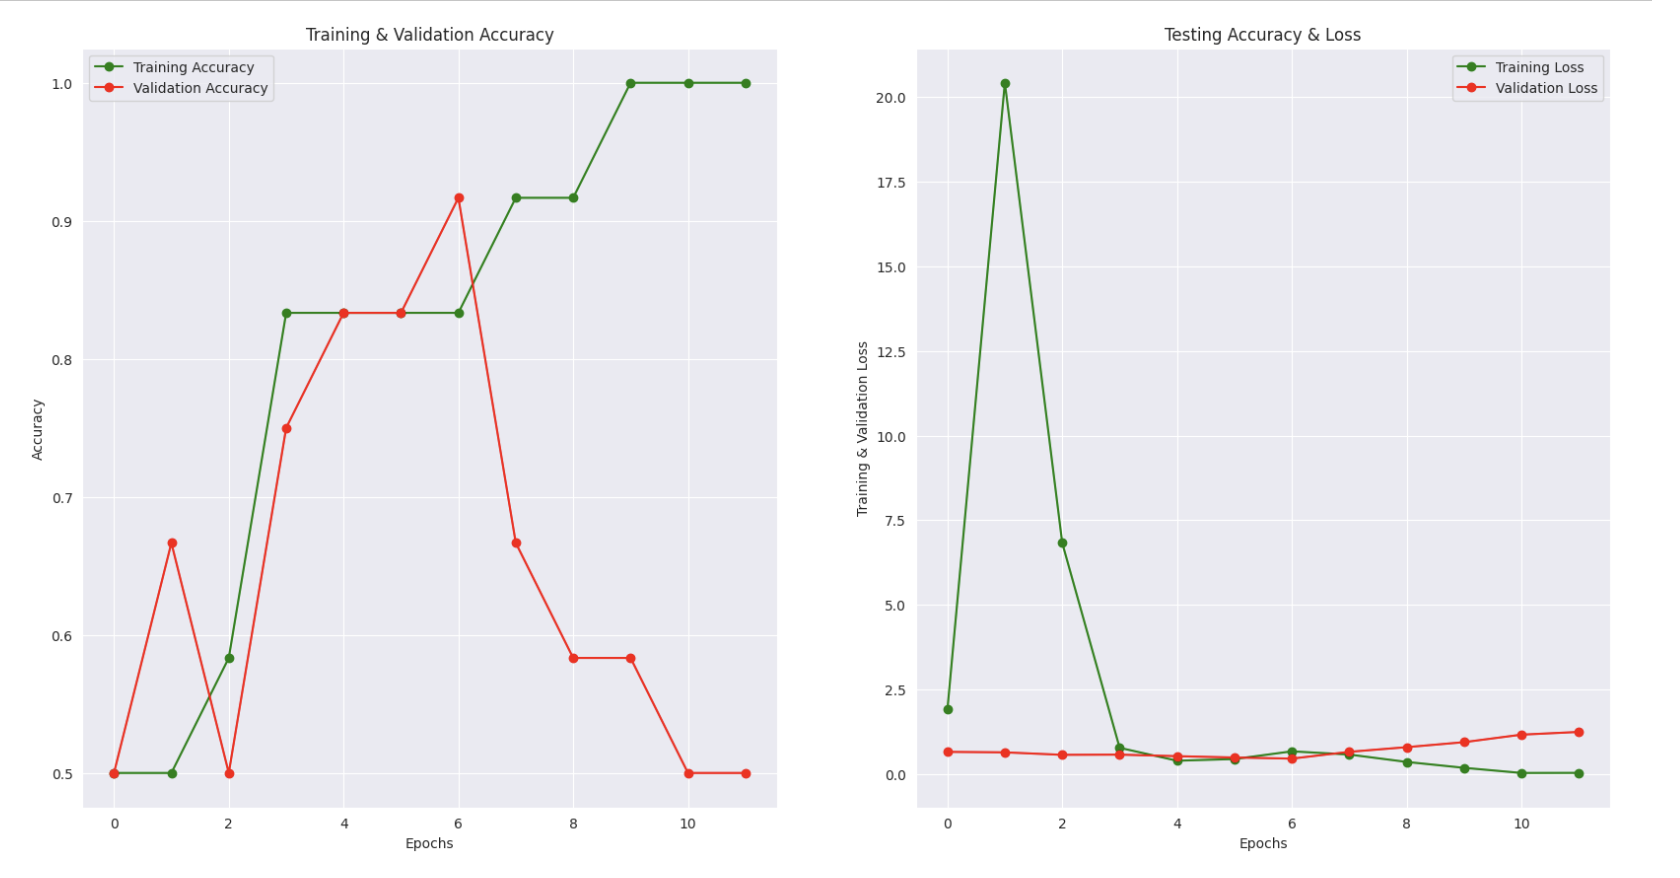 Training & Validation Accuracy
Training Accuracy
Validation Accuracy
1.0
0.9
0.8
0.7
0.6
0.5
Accuracy
0 2 4 6 8 10
Epochs
Testing Accuracy & Loss
Training Loss
Validation Loss
20.0
17.5
15.0
12.5
10.0
7.5
5.0
2.5
0.0
Training & Validation Loss
0 2 4 6 8 10
Epochs